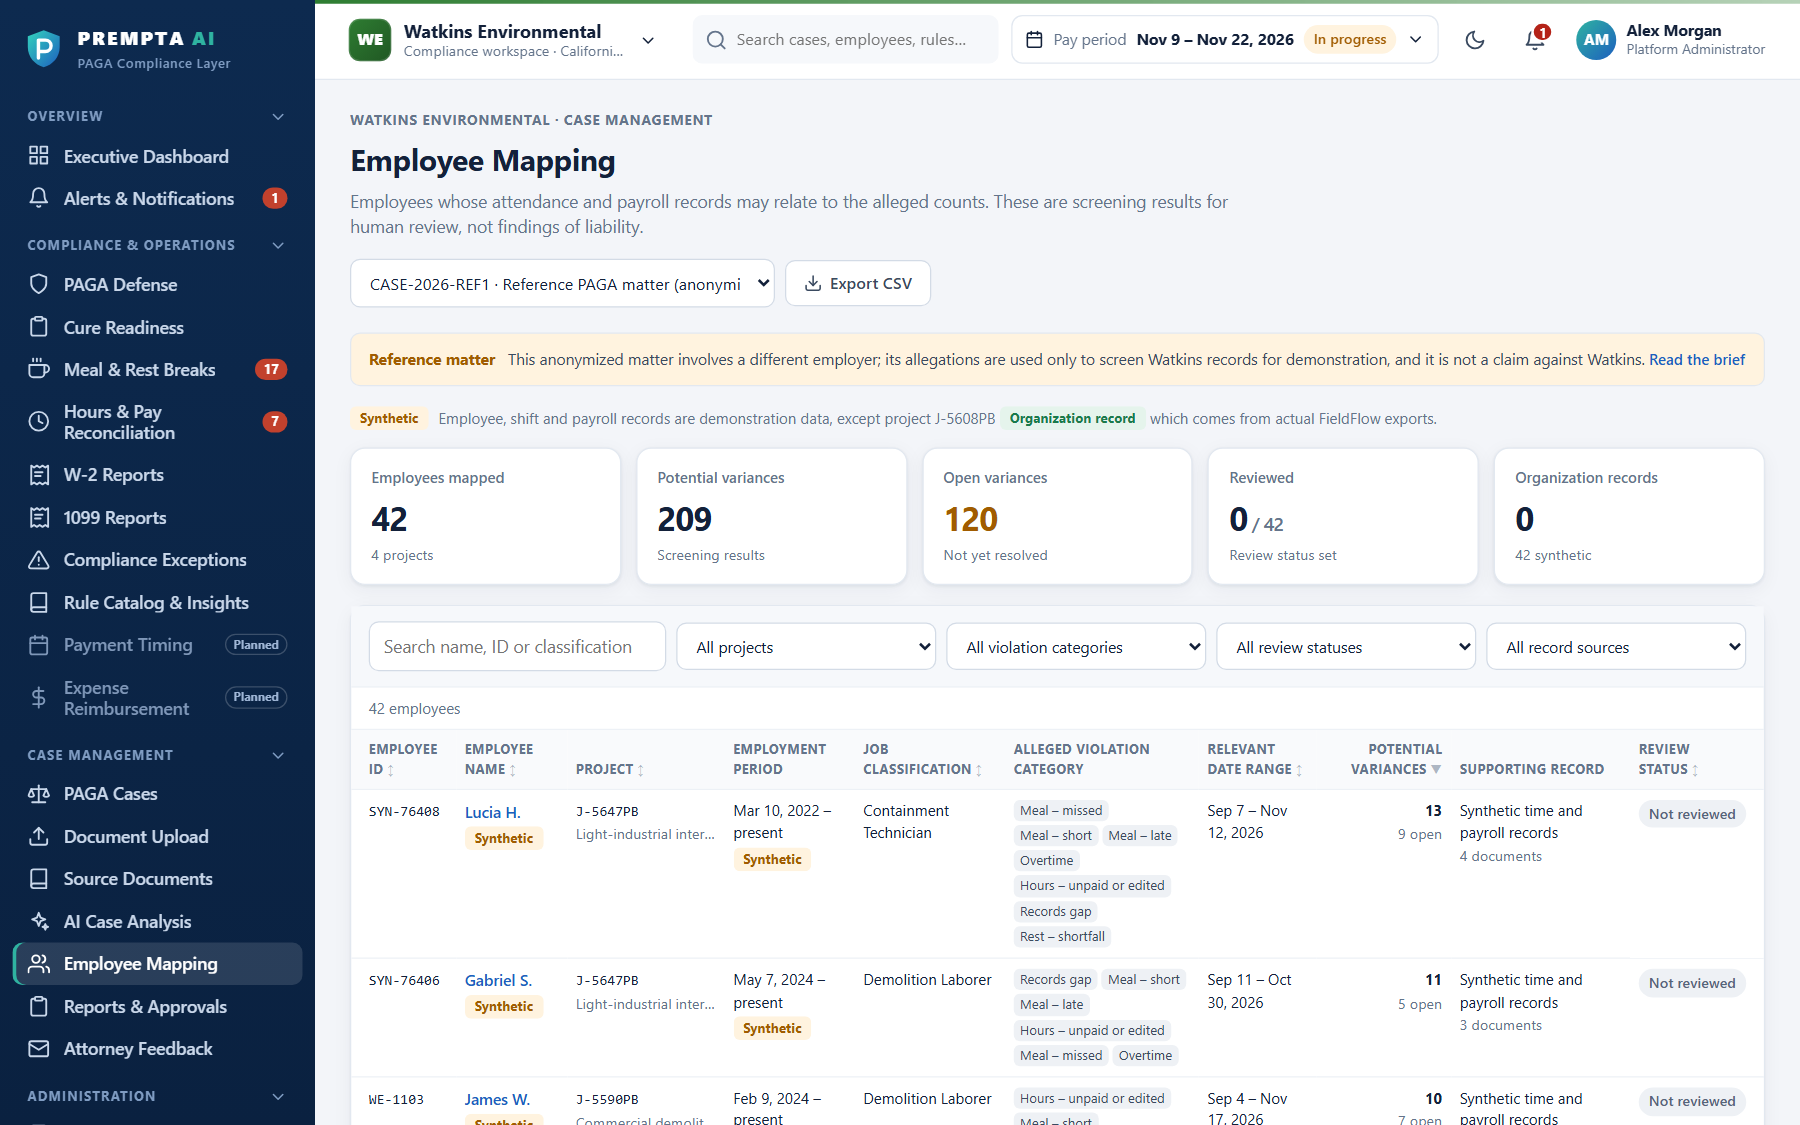 PREMPTA AI
PAGA Compliance Layer
OVERVIEW
Executive Dashboard
Alerts & Notifications 1
COMPLIANCE & OPERATIONS
PAGA Defense
Cure Readiness
Meal & Rest Breaks 17
Hours & Pay
Reconciliation 7
W-2 Reports
1099 Reports
Compliance Exceptions
Rule Catalog & Insights
Payment Timing Planned
Expense
Reimbursement Planned
CASE MANAGEMENT
PAGA Cases
Document Upload
Source Documents
AI Case Analysis
Employee Mapping
Reports & Approvals
Attorney Feedback
ADMINISTRATION
WE
Watkins Environmental
Compliance workspace · Californi...
Search cases, employees, rules...
Pay period Nov 9 – Nov 22, 2026 In progress
1
AM
Alex Morgan
Platform Administrator
WATKINS ENVIRONMENTAL · CASE MANAGEMENT
Employee Mapping
Employees whose attendance and payroll records may relate to the alleged counts. These are screening results for
human review, not findings of liability.
CASE-2026-REF1 · Reference PAGA matter (anonymi
Export CSV
Reference matter This anonymized matter involves a different employer; its allegations are used only to screen Watkins records for demonstration, and it is not a claim against Watkins. Read the brief
Synthetic Employee, shift and payroll records are demonstration data, except project J-5608PB Organization record which comes from actual FieldFlow exports.
Employees mapped
42
4 projects
Potential variances
209
Screening results
Open variances
120
Not yet resolved
Reviewed
0 / 42
Review status set
Organization records
0
42 synthetic
Search name, ID or classification
All projects
All violation categories
All review statuses
All record sources
42 employees
EMPLOYEE ID
EMPLOYEE NAME
PROJECT
EMPLOYMENT PERIOD
JOB CLASSIFICATION
ALLEGED VIOLATION CATEGORY
RELEVANT DATE RANGE
POTENTIAL VARIANCES
SUPPORTING RECORD
REVIEW STATUS
SYN-76408
Lucia H.
Synthetic
J-5647PB
Light-industrial inter...
Mar 10, 2022 –
present
Synthetic
Containment
Technician
Meal – missed
Meal – short Meal – late
Overtime
Hours – unpaid or edited
Records gap
Rest – shortfall
Sep 7 – Nov
12, 2026
13
9 open
Synthetic time and
payroll records
4 documents
Not reviewed
SYN-76406
Gabriel S.
Synthetic
J-5647PB
Light-industrial inter...
May 7, 2024 –
present
Synthetic
Demolition Laborer
Records gap Meal – short
Meal – late
Hours – unpaid or edited
Meal – missed Overtime
Sep 11 – Oct
30, 2026
11
5 open
Synthetic time and
payroll records
3 documents
Not reviewed
WE-1103
James W.
Synthetic
J-5590PB
Commercial demolit...
Feb 9, 2024 –
present
Demolition Laborer
Hours – unpaid or edited
Meal – short
Sep 4 – Nov
17, 2026
10
7 open
Synthetic time and
payroll records
Not reviewed